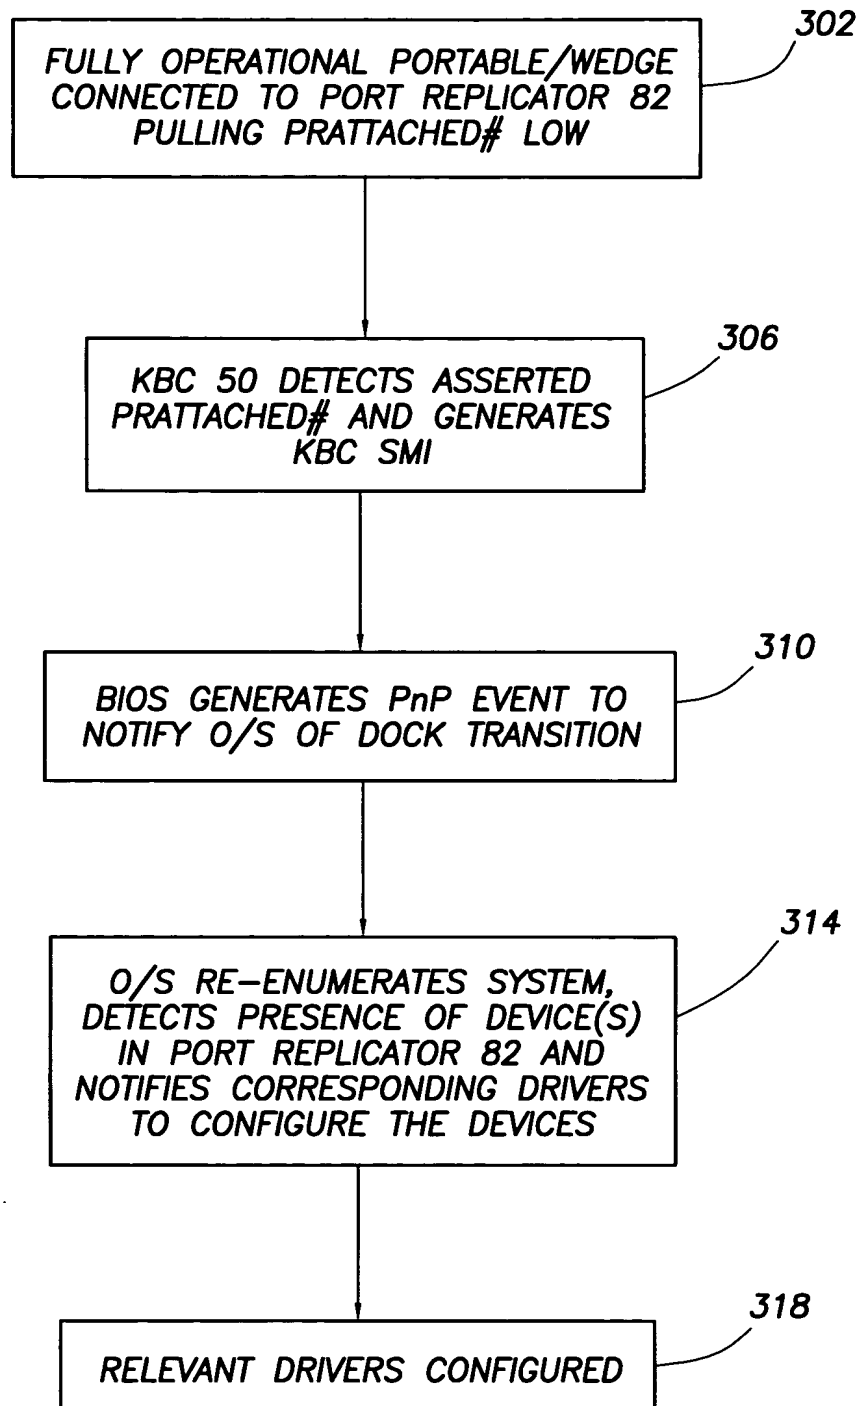 302
FULLY OPERATIONAL PORTABLE/WEDGE
CONNECTED TO PORT REPLICATOR 82
PULLING PRATTACHED# LOW
306
KBC 50 DETECTS ASSERTED
PRATTACHED# AND GENERATES
KBC SMI
310
BIOS GENERATES PnP EVENT TO
NOTIFY O/S OF DOCK TRANSITION
314
O/S RE-ENUMERATES SYSTEM,
DETECTS PRESENCE OF DEVICE(S)
IN PORT REPLICATOR 82 AND
NOTIFIES CORRESPONDING DRIVERS
TO CONFIGURE THE DEVICES
318
RELEVANT DRIVERS CONFIGURED